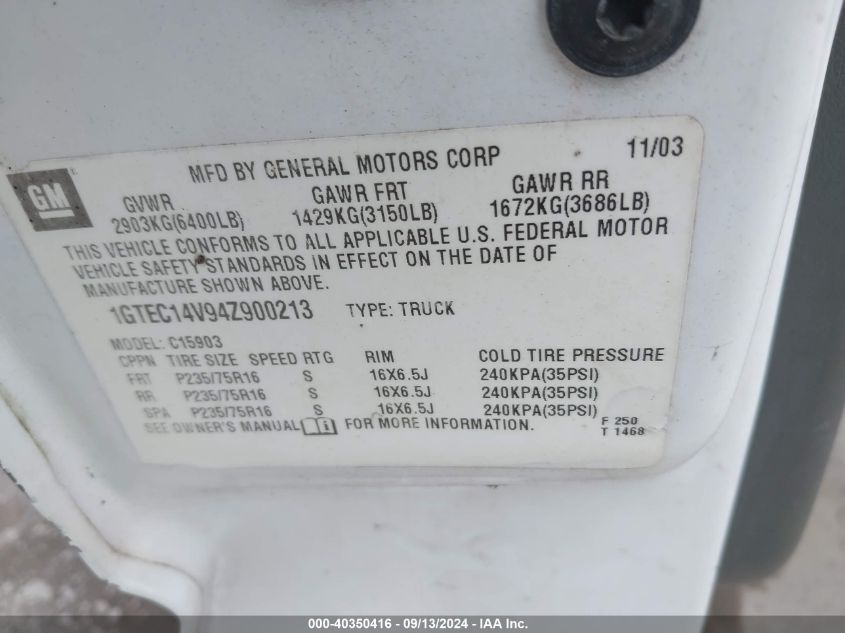 GM
MFD BY GENERAL MOTORS CORP 11/03
GVWR GAWR FRT GAWR RR
2903KG(6400LB) 1429KG(3150LB) 1672KG(3686LB)
THIS VEHICLE CONFORMS TO ALL APPLICABLE U.S. FEDERAL MOTOR
VEHICLE SAFETY STANDARDS IN EFFECT ON THE DATE OF
MANUFACTURE SHOWN ABOVE.
1GTEC14V94Z900213 TYPE: TRUCK
MODEL: C15903
CPPN TIRE SIZE SPEED RTG RIM COLD TIRE PRESSURE
FRT P235/75R16 S 16X6.5J 240KPA(35PSI)
RR P235/75R16 S 16X6.5J 240KPA(35PSI)
SPA P235/75R16 S 16X6.5J 240KPA(35PSI)
SEE OWNER'S MANUAL FOR MORE INFORMATION.
F 250
T 1468
000-40350416 - 09/13/2024 - IAA Inc.